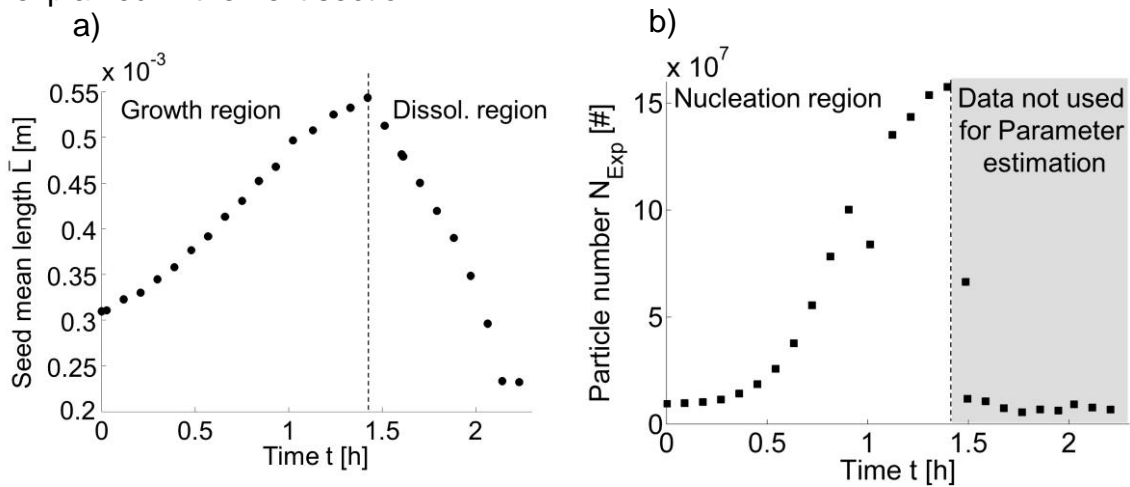 a)
b)
x 10⁻³
0.55
0.5
0.45
0.4
0.35
0.3
0.25
0.2
Growth region
Dissol. region
Seed mean length L̄ [m]
0
0.5
1
1.5
2
Time t [h]
x 10⁷
15
10
5
0
Nucleation region
Data not used
for Parameter
estimation
Particle number N_Exp [#]
0
0.5
1
1.5
2
Time t [h]